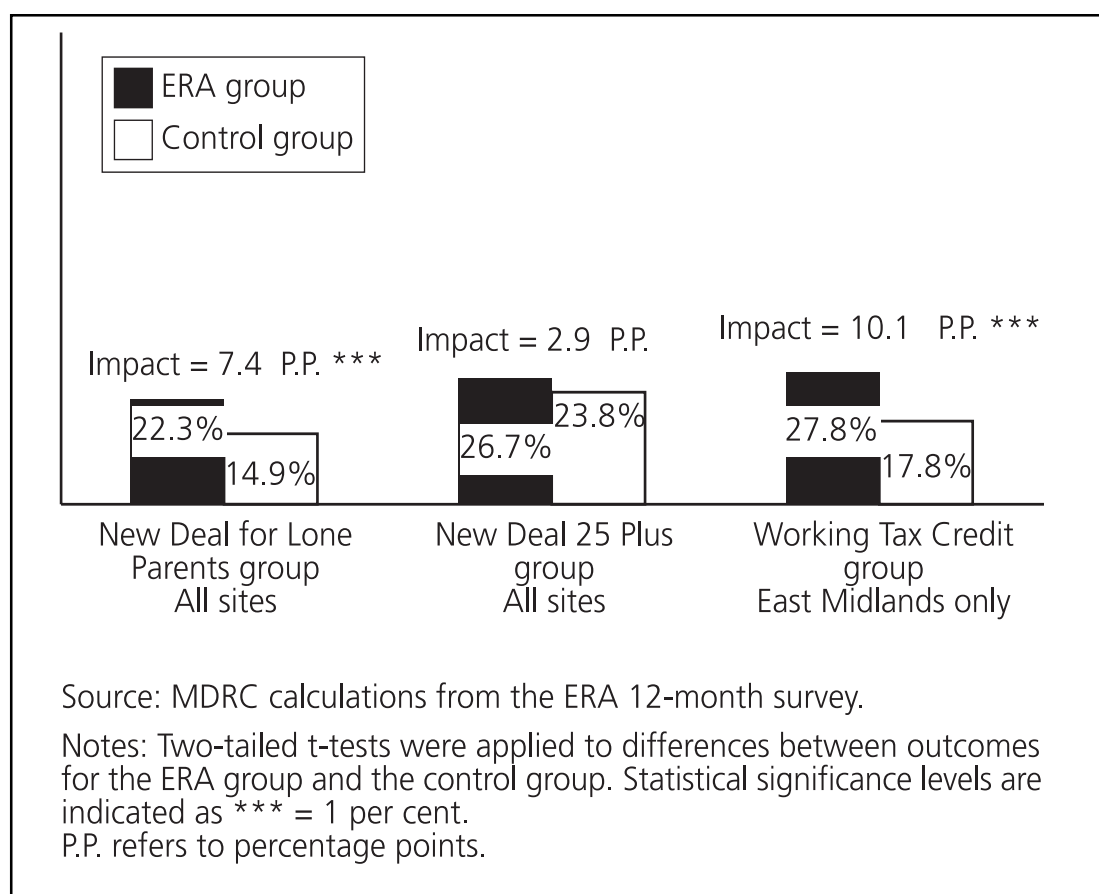 ERA group
Control group
Impact = 7.4 P.P. ***
Impact = 2.9 P.P.
Impact = 10.1 P.P. ***
22.3%
14.9%
26.7%
23.8%
27.8%
17.8%
New Deal for Lone
Parents group
All sites
New Deal 25 Plus
group
All sites
Working Tax Credit
group
East Midlands only
Source: MDRC calculations from the ERA 12-month survey.
Notes: Two-tailed t-tests were applied to differences between outcomes
for the ERA group and the control group. Statistical significance levels are
indicated as *** = 1 per cent.
P.P. refers to percentage points.